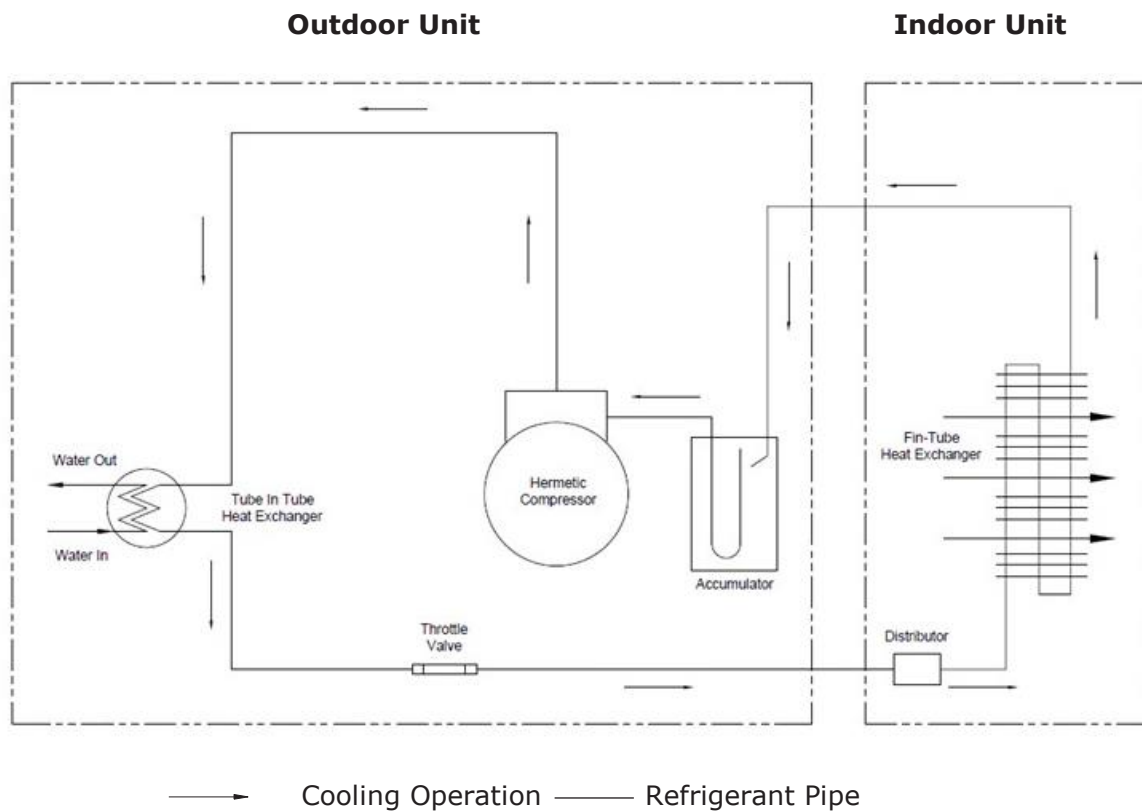 Outdoor Unit
Indoor Unit
Water Out
Tube In Tube
Heat Exchanger
Water In
Hermetic
Compressor
Accumulator
Throttle
Valve
Fin-Tube
Heat Exchanger
Distributor
Cooling Operation
Refrigerant Pipe